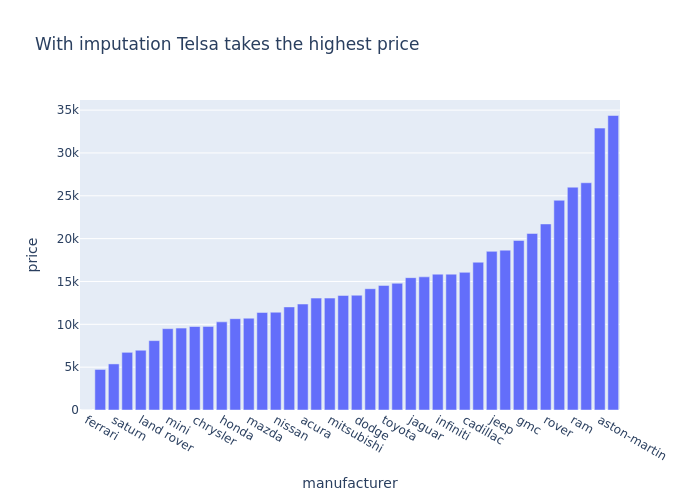 With imputation Telsa takes the highest price
35k
30k
25k
20k
15k
10k
5k
0
price
ferrari
saturn
land rover
mini
chrysler
honda
mazda
nissan
acura
mitsubishi
dodge
toyota
jaguar
infiniti
cadillac
jeep
gmc
rover
ram
aston-martin
manufacturer